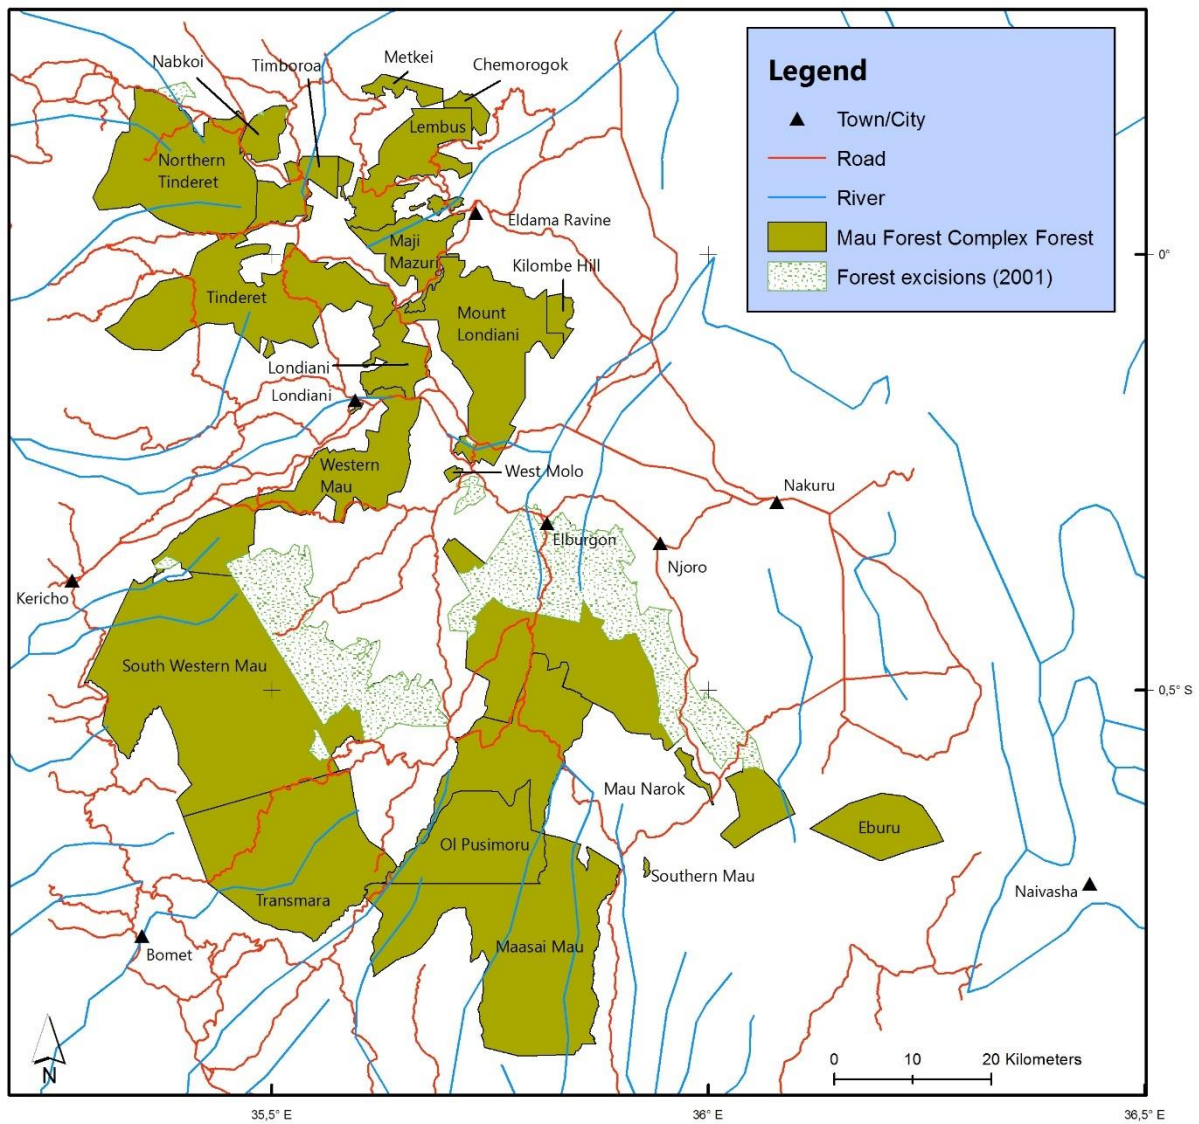 Nabkoi
Timboroa
Metkei
Chemorogok
Lembus
Northern
Tinderet
Eldama Ravine
Maji
Mazuri
Kilombe Hill
Tinderet
Mount
Londiani
Londiani
Londiani
Western
Mau
West Molo
Nakuru
Elburgon
Njoro
Kericho
South Western Mau
Mau Narok
Eburu
Ol Pusimoru
Southern Mau
Naivasha
Transmara
Maasai Mau
Bomet
Legend
Town/City
Road
River
Mau Forest Complex Forest
Forest excisions (2001)
0°
0,5° S
N
0 10 20 Kilometers
35,5° E
36° E
36,5° E